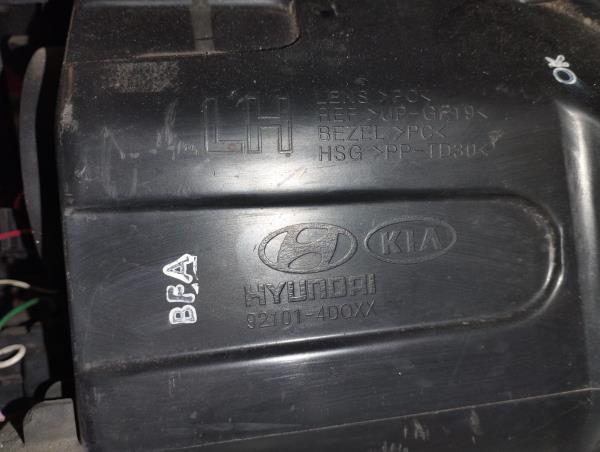 OK
LH
LENS >PC<
REF >UP-GF19<
BEZEL >PC<
HSG >PP-TD30<
H KIA
BFA
HYUNDAI
92101-4D0XX